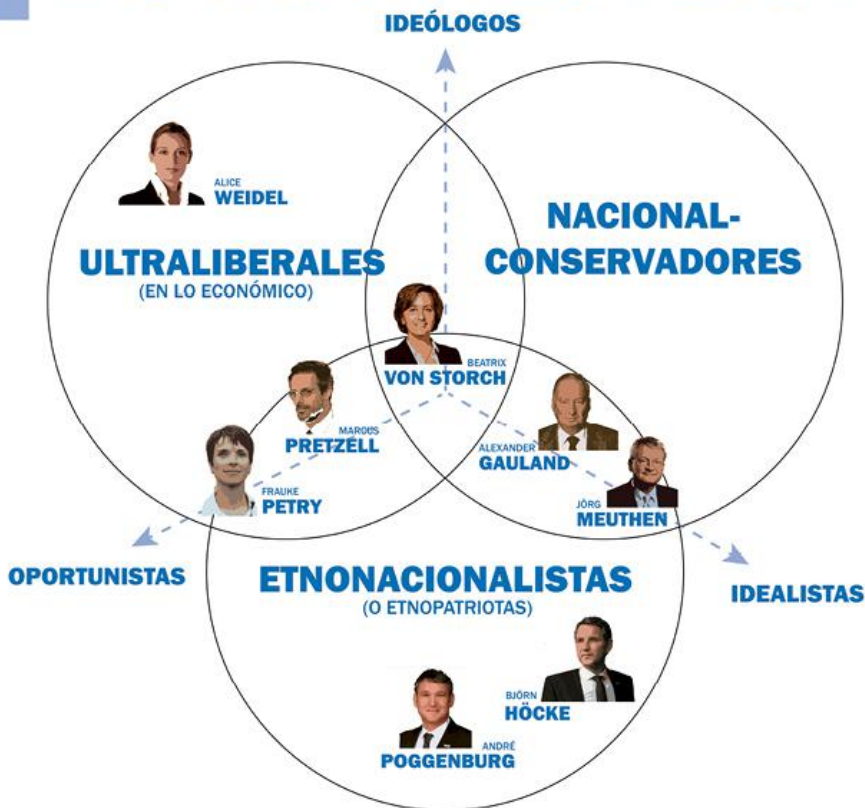 IDEÓLOGOS
ALICE
WEIDEL
NACIONAL-
CONSERVADORES
ULTRALIBERALES
(EN LO ECONÓMICO)
BEATRIX
VON STORCH
MARCUS
PRETZELL
ALEXANDER
GAULAND
FRAUKE
PETRY
JÖRG
MEUTHEN
OPORTUNISTAS
ETNONACIONALISTAS
(O ETNOPATRIOTAS)
IDEALISTAS
BJÖRN
HÖCKE
ANDRÉ
POGGENBURG